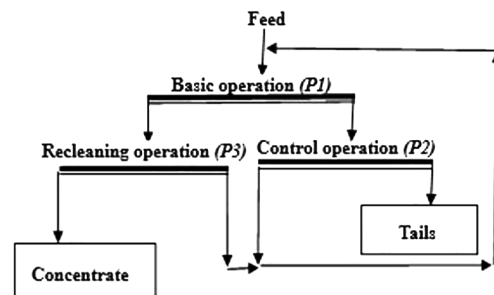 Feed
Basic operation (P1)
Recleaning operation (P3)
Control operation (P2)
Tails
Concentrate